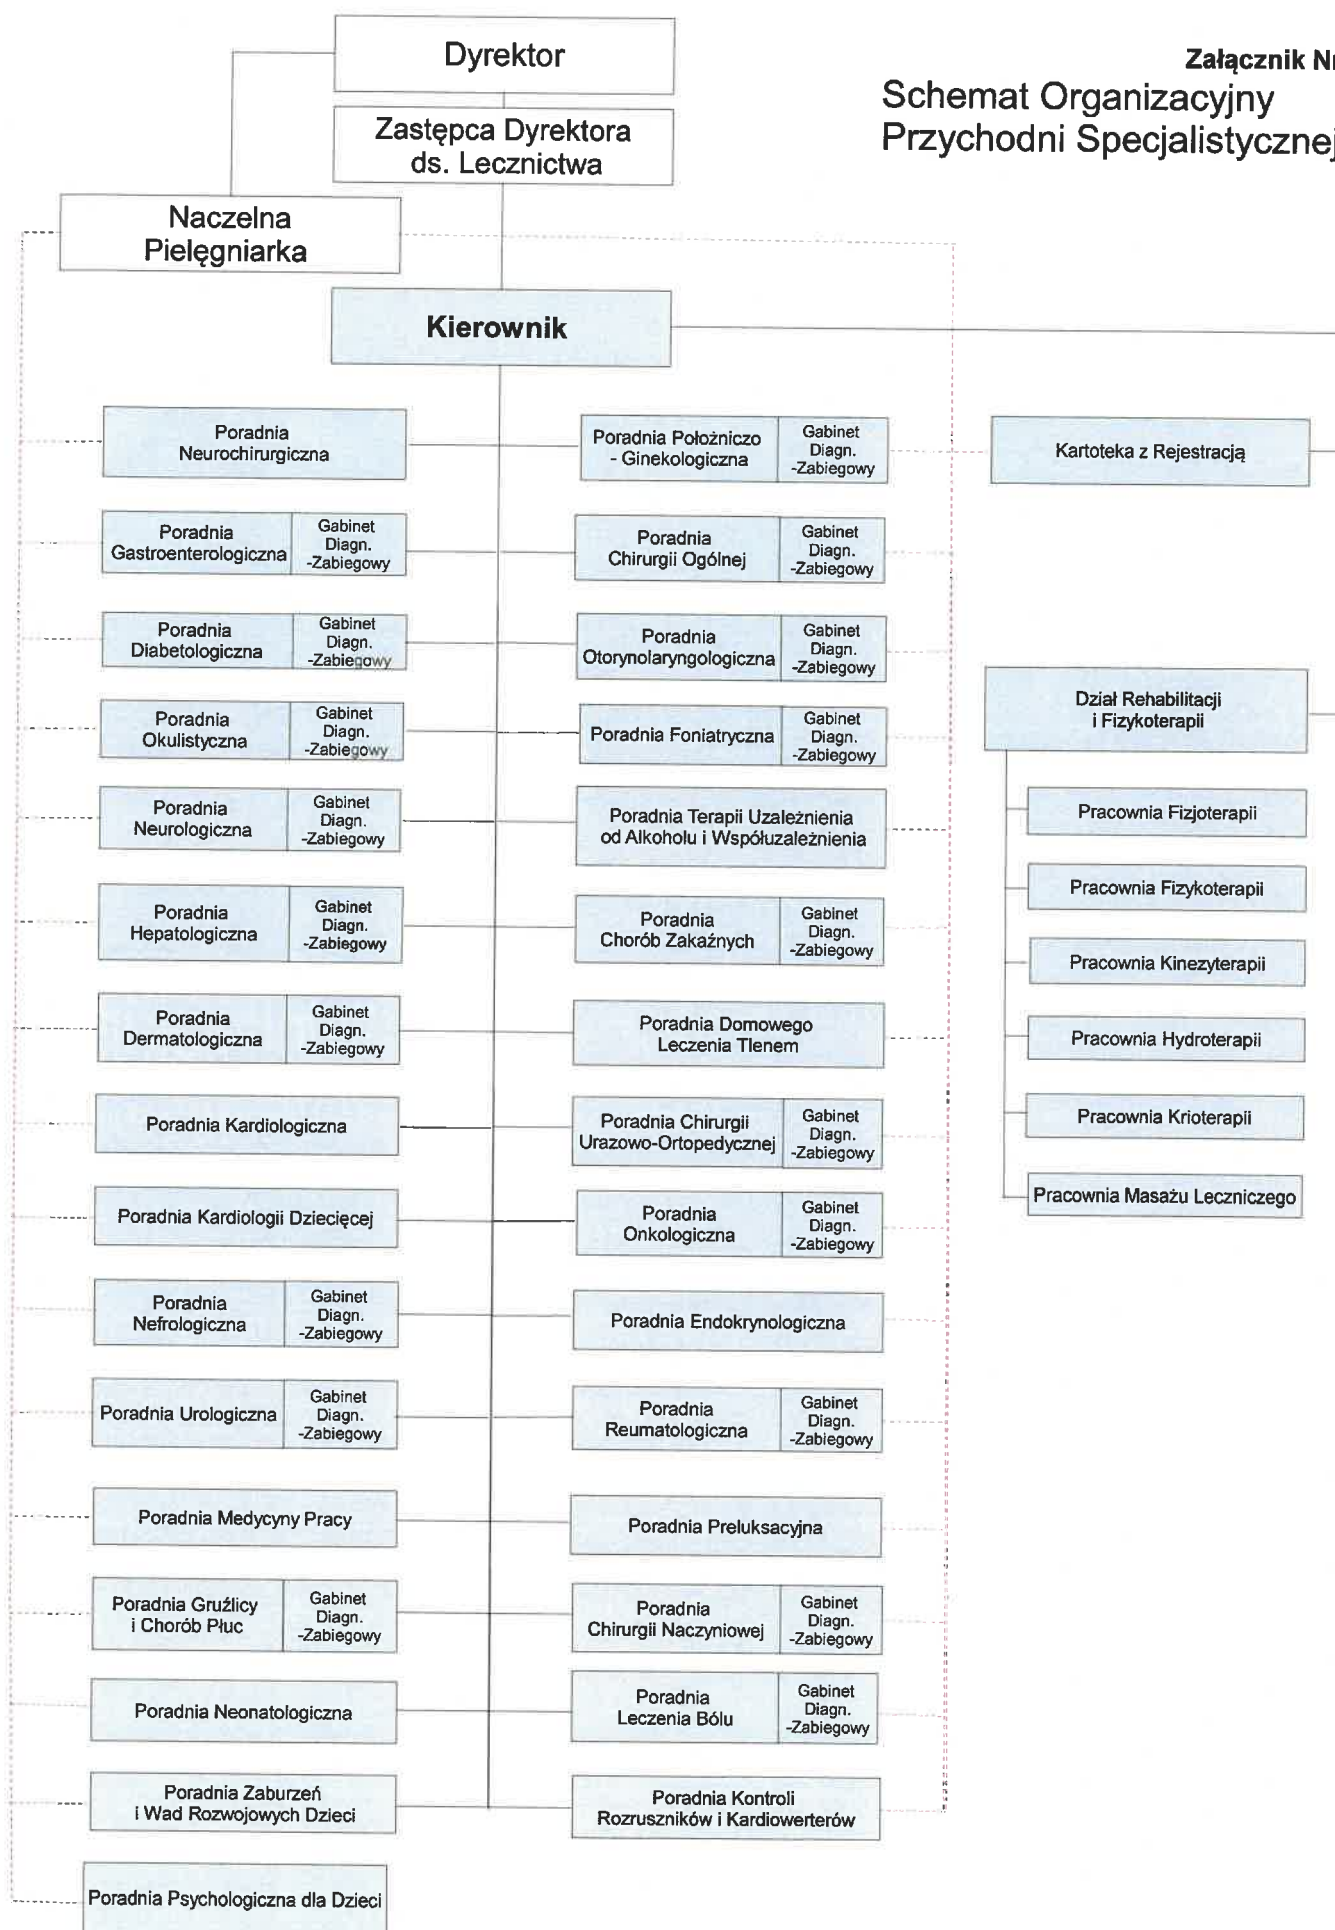 Dyrektor
Załącznik Nr
Schemat Organizacyjny
Przychodni Specjalistycznej
Zastępca Dyrektora
ds. Lecznictwa
Naczelna
Pielęgniarka
Kierownik
Poradnia
Neurochirurgiczna
Poradnia Położniczo
- Ginekologiczna
Gabinet
Diagn.
-Zabiegowy
Kartoteka z Rejestracją
Poradnia
Gastroenterologiczna
Gabinet
Diagn.
-Zabiegowy
Poradnia
Chirurgii Ogólnej
Gabinet
Diagn.
-Zabiegowy
Poradnia
Diabetologiczna
Gabinet
Diagn.
-Zabiegowy
Poradnia
Otorynolaryngologiczna
Gabinet
Diagn.
-Zabiegowy
Dział Rehabilitacji
i Fizykoterapii
Poradnia
Okulistyczna
Gabinet
Diagn.
-Zabiegowy
Poradnia Foniatryczna
Gabinet
Diagn.
-Zabiegowy
Poradnia
Neurologiczna
Gabinet
Diagn.
-Zabiegowy
Poradnia Terapii Uzależnienia
od Alkoholu i Współuzależnienia
Pracownia Fizjoterapii
Pracownia Fizykoterapii
Poradnia
Hepatologiczna
Gabinet
Diagn.
-Zabiegowy
Poradnia
Chorób Zakaźnych
Gabinet
Diagn.
-Zabiegowy
Pracownia Kinezyterapii
Poradnia
Dermatologiczna
Gabinet
Diagn.
-Zabiegowy
Poradnia Domowego
Leczenia Tlenem
Pracownia Hydroterapii
Poradnia Kardiologiczna
Poradnia Chirurgii
Urazowo-Ortopedycznej
Gabinet
Diagn.
-Zabiegowy
Pracownia Krioterapii
Pracownia Masażu Leczniczego
Poradnia Kardiologii Dziecięcej
Poradnia
Onkologiczna
Gabinet
Diagn.
-Zabiegowy
Poradnia
Nefrologiczna
Gabinet
Diagn.
-Zabiegowy
Poradnia Endokrynologiczna
Poradnia Urologiczna
Gabinet
Diagn.
-Zabiegowy
Poradnia
Reumatologiczna
Gabinet
Diagn.
-Zabiegowy
Poradnia Medycyny Pracy
Poradnia Preluksacyjna
Poradnia Gruźlicy
i Chorób Płuc
Gabinet
Diagn.
-Zabiegowy
Poradnia
Chirurgii Naczyniowej
Gabinet
Diagn.
-Zabiegowy
Poradnia Neonatologiczna
Poradnia
Leczenia Bólu
Gabinet
Diagn.
-Zabiegowy
Poradnia Zaburzeń
i Wad Rozwojowych Dzieci
Poradnia Kontroli
Rozruszników i Kardiowerterów
Poradnia Psychologiczna dla Dzieci